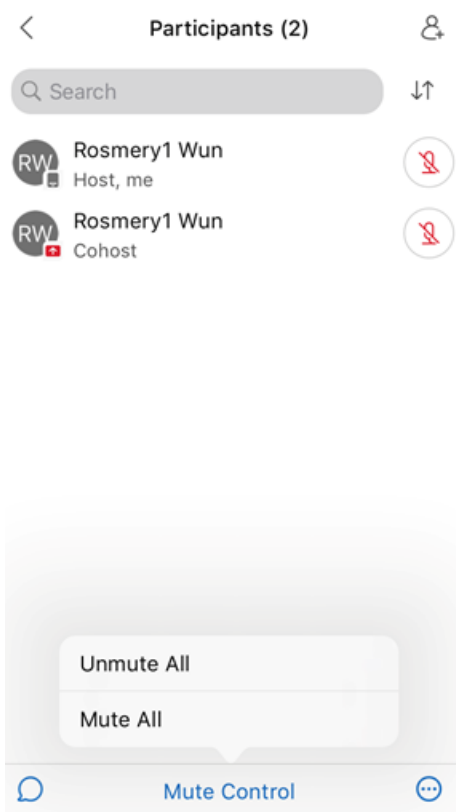 Participants (2)
Search
RW
Rosmery1 Wun
Host, me
RW
Rosmery1 Wun
Cohost
Unmute All
Mute All
Mute Control